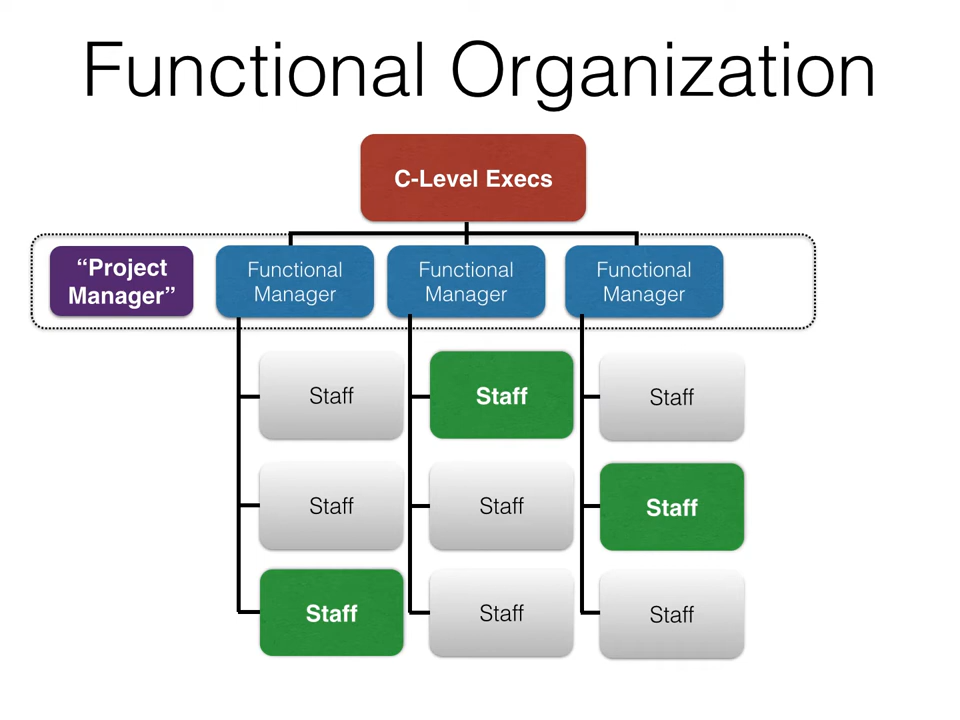 Functional Organization
C-Level Execs
“Project
Manager”
Functional
Manager
Functional
Manager
Functional
Manager
Staff
Staff
Staff
Staff
Staff
Staff
Staff
Staff
Staff